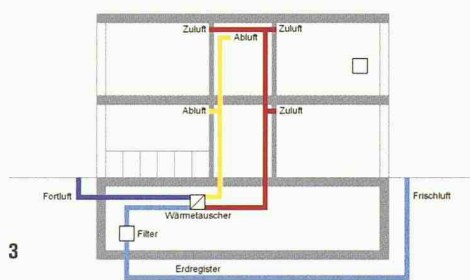 Zuluft
Zuluft
Abluft
Abluft
Zuluft
Fortluft
Frischluft
Wärmetauscher
Filter
3
Erdregister